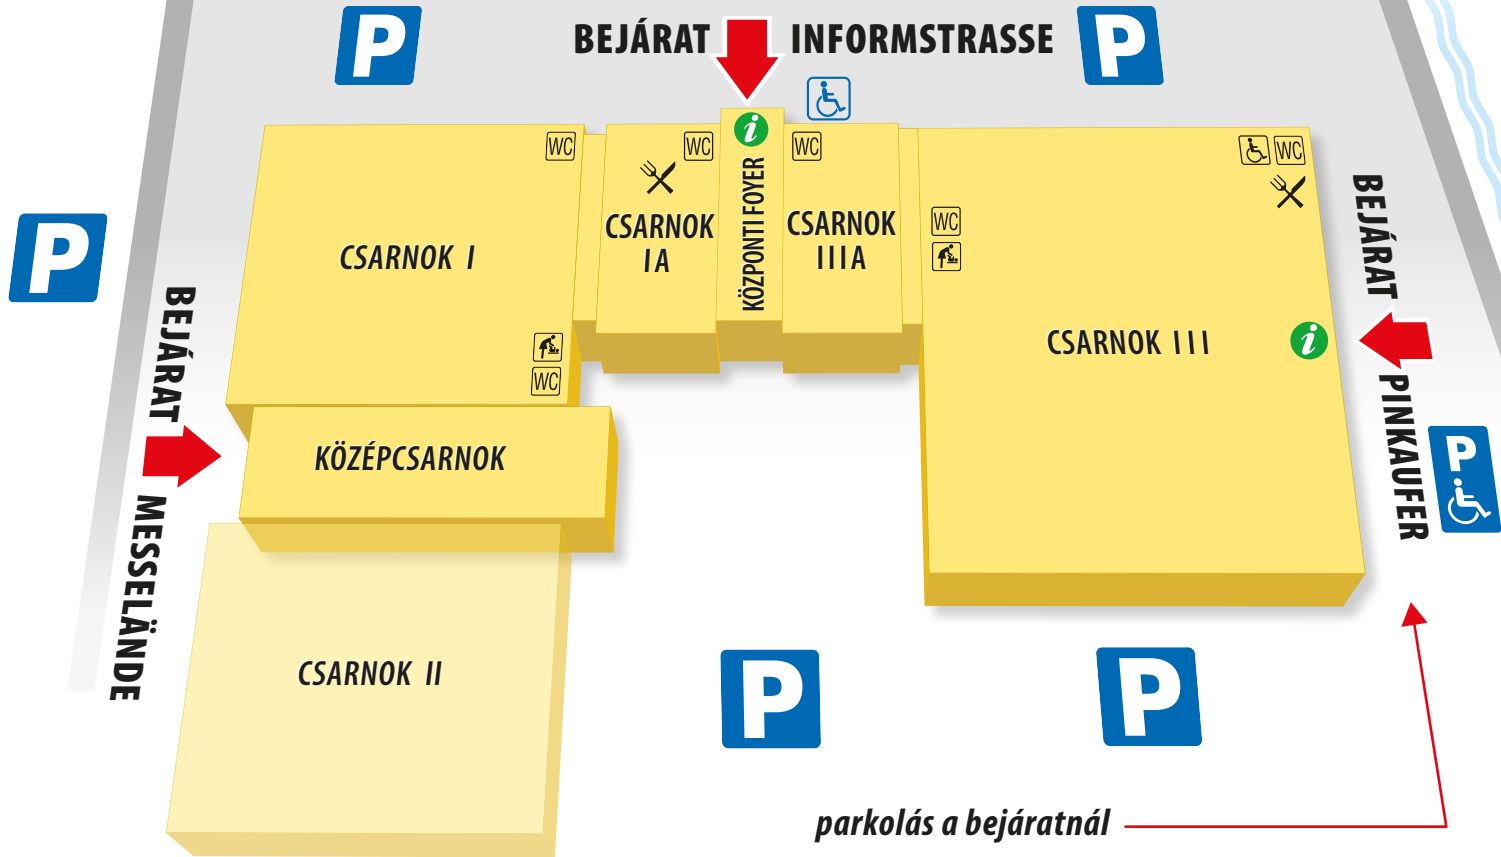 P
BEJÁRAT INFORMSTRASSE
P
WC
WC
i
WC
WC
P
CSARNOK I
CSARNOK
IA
KÖZPONTI FOYER
CSARNOK
IIIA
WC
BEJÁRAT
CSARNOK III
i
PINKAUFER
P
BEJÁRAT
MESSELÄNDE
WC
KÖZÉPCSARNOK
CSARNOK II
P
P
parkolás a bejáratnál